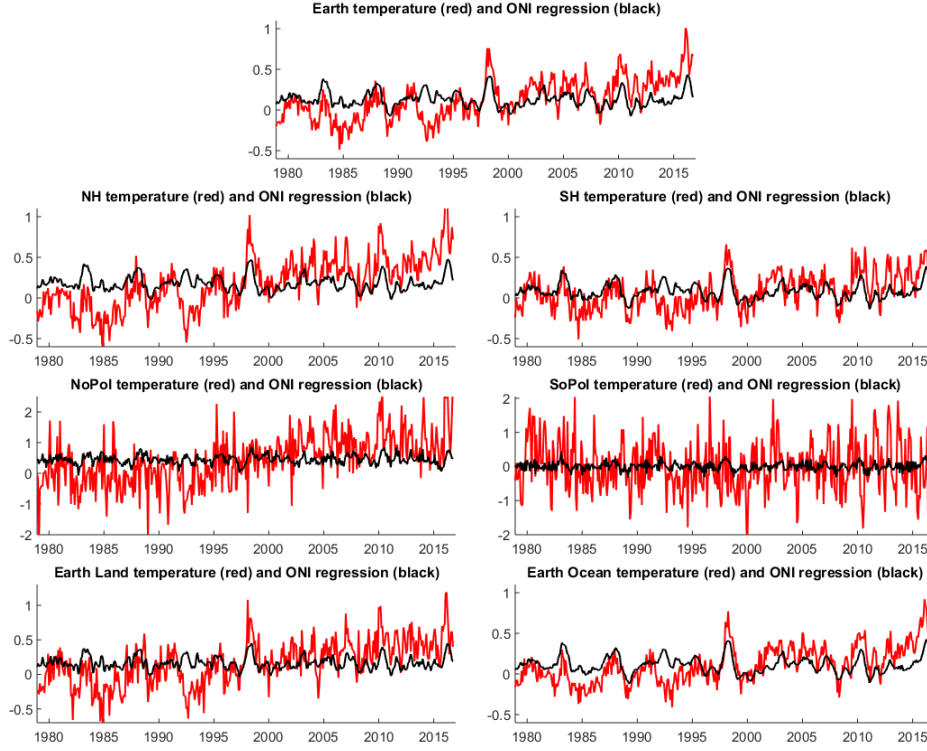 Earth temperature (red) and ONI regression (black)
1
0.5
0
-0.5
1980 1985 1990 1995 2000 2005 2010 2015
NH temperature (red) and ONI regression (black)
1
0.5
0
-0.5
1980 1985 1990 1995 2000 2005 2010 2015
SH temperature (red) and ONI regression (black)
1
0.5
0
-0.5
1980 1985 1990 1995 2000 2005 2010 2015
NoPol temperature (red) and ONI regression (black)
2
1
0
-1
-2
1980 1985 1990 1995 2000 2005 2010 2015
SoPol temperature (red) and ONI regression (black)
2
1
0
-1
-2
1980 1985 1990 1995 2000 2005 2010 2015
Earth Land temperature (red) and ONI regression (black)
1
0.5
0
-0.5
1980 1985 1990 1995 2000 2005 2010 2015
Earth Ocean temperature (red) and ONI regression (black)
1
0.5
0
-0.5
1980 1985 1990 1995 2000 2005 2010 2015